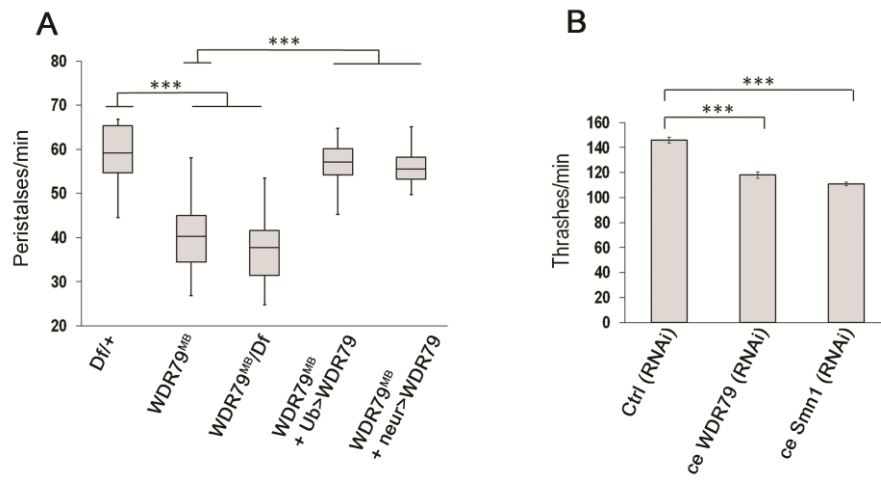 A
***
***
80
70
60
50
40
30
20
Peristalses/min
Df/+
WDR79ᴹᴮ
WDR79ᴹᴮ/Df
WDR79ᴹᴮ
+ Ub>WDR79
WDR79ᴹᴮ
+ neur>WDR79
B
***
***
160
140
120
100
80
60
40
20
0
Thrashes/min
Ctrl (RNAi)
ce WDR79 (RNAi)
ce Smn1 (RNAi)